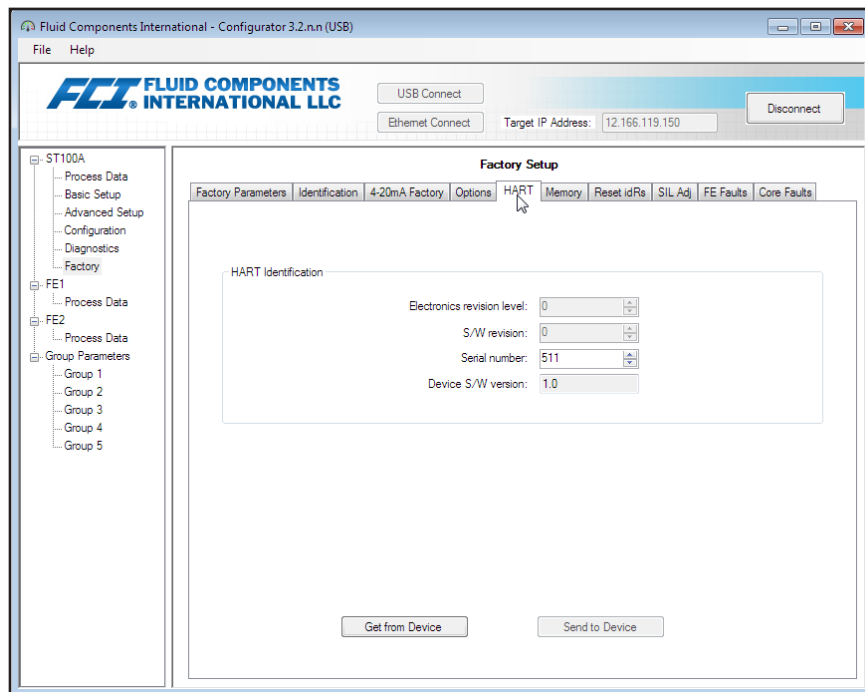 Fluid Components International - Configurator 3.2.n.n (USB)
File Help
FCI. FLUID COMPONENTS
INTERNATIONAL LLC
USB Connect
Ethernet Connect
Target IP Address: 12.166.119.150
Disconnect
ST100A
Process Data
Basic Setup
Advanced Setup
Configuration
Diagnostics
Factory
FE1
Process Data
FE2
Process Data
Group Parameters
Group 1
Group 2
Group 3
Group 4
Group 5
Factory Setup
Factory Parameters Identification 4-20mA Factory Options HART Memory Reset idRs SIL Adj FE Faults Core Faults
HART Identification
Electronics revision level: 0
S/W revision: 0
Serial number: 511
Device S/W version: 1.0
Get from Device Send to Device